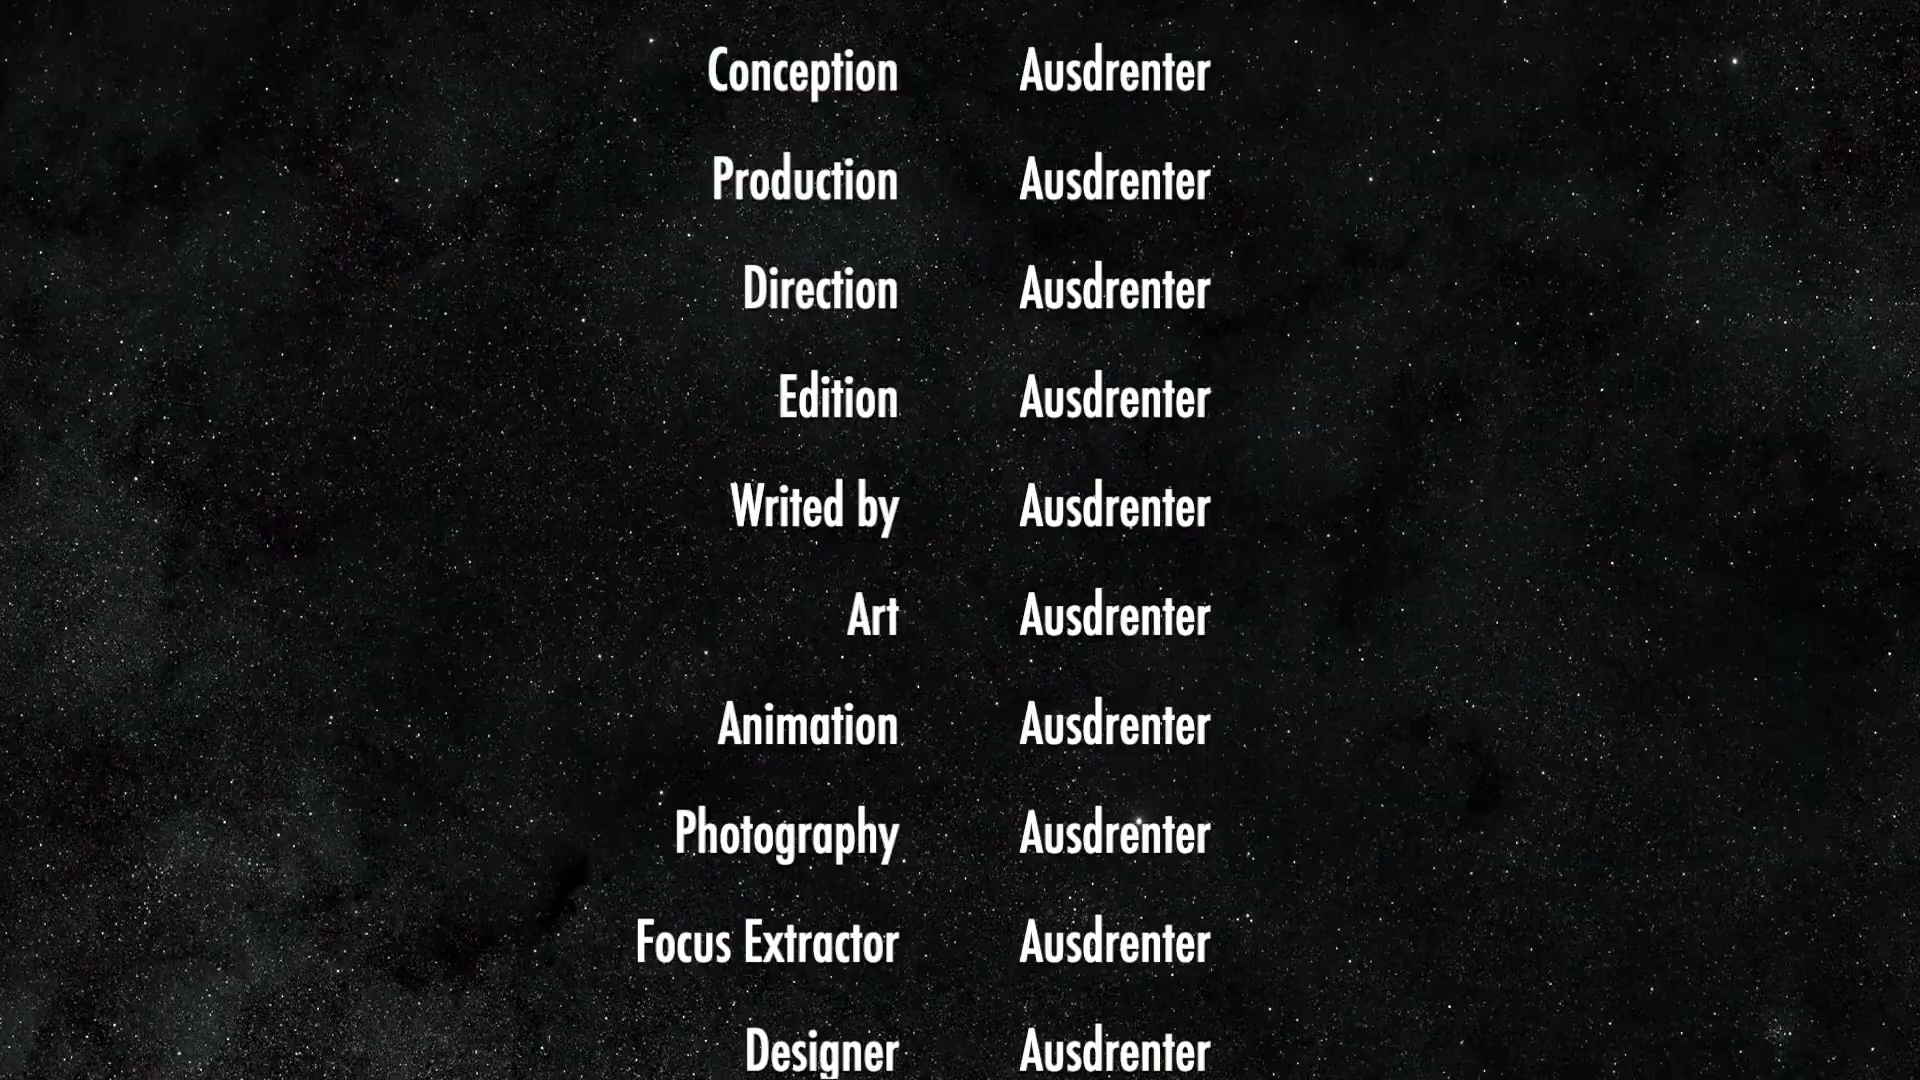 Conception Ausdrenter
Production Ausdrenter
Direction Ausdrenter
Edition Ausdrenter
Writed by Ausdrenter
Art Ausdrenter
Animation Ausdrenter
Photography Ausdrenter
Focus Extractor Ausdrenter
Designer Ausdrenter